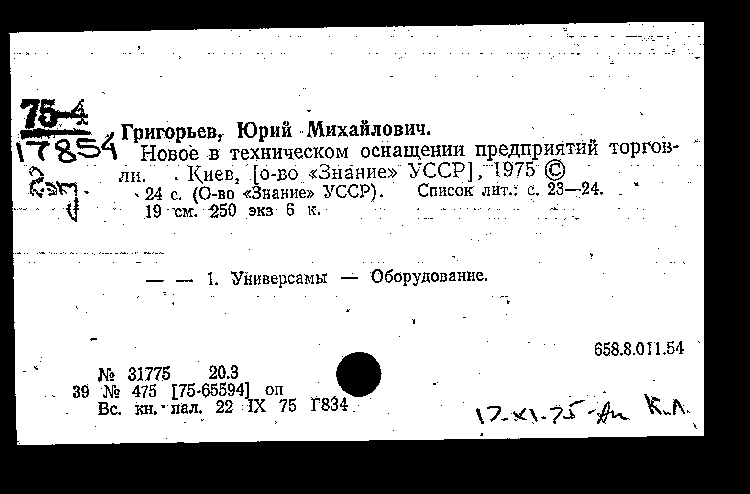 75-4
17854
Григорьев, Юрий Михайлович.
Новое в техническом оснащении предприятий торгов-
ли. Киев, [о-во «Знание» УССР], 1975 ©
24 с. (О-во «Знание» УССР). Список лит.: с. 23—24.
19 см. 250 экз 6 к.
— — 1. Универсамы — Оборудование.
658.8.011.54
№ 31775 20.3
39 № 475 [75-65594] оп
Вс. кн. пал. 22 IX 75 Г834
17-XI-75 К.Л.